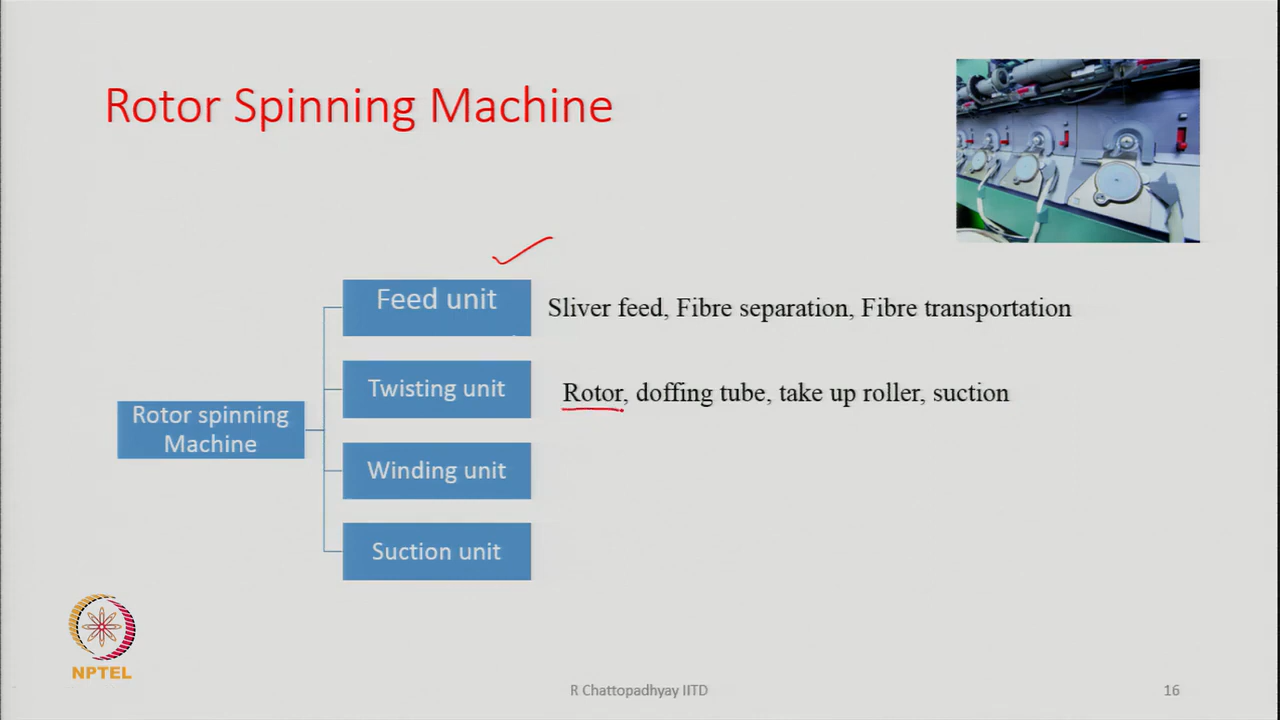 Rotor Spinning Machine
Feed unit
Sliver feed, Fibre separation, Fibre transportation
Twisting unit
Rotor, doffing tube, take up roller, suction
Rotor spinning
Machine
Winding unit
Suction unit
NPTEL
R Chattopadhyay IITD
16